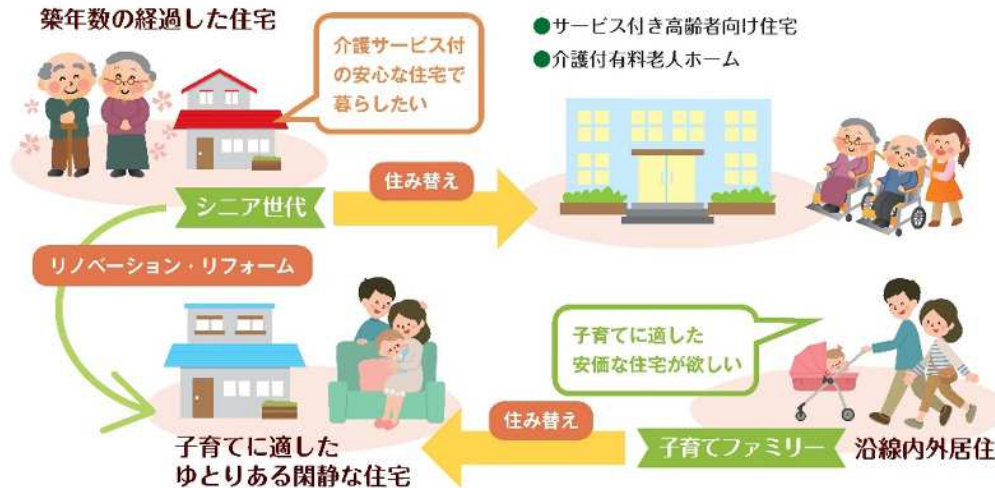 築年数の経過した住宅
介護サービス付
の安心な住宅で
暮らしたい
●サービス付き高齢者向け住宅
●介護付有料老人ホーム
シニア世代
住み替え
リノベーション・リフォーム
子育てに適した
安価な住宅が欲しい
住み替え
子育てファミリー
沿線内外居住
子育てに適した
ゆとりある閑静な住宅